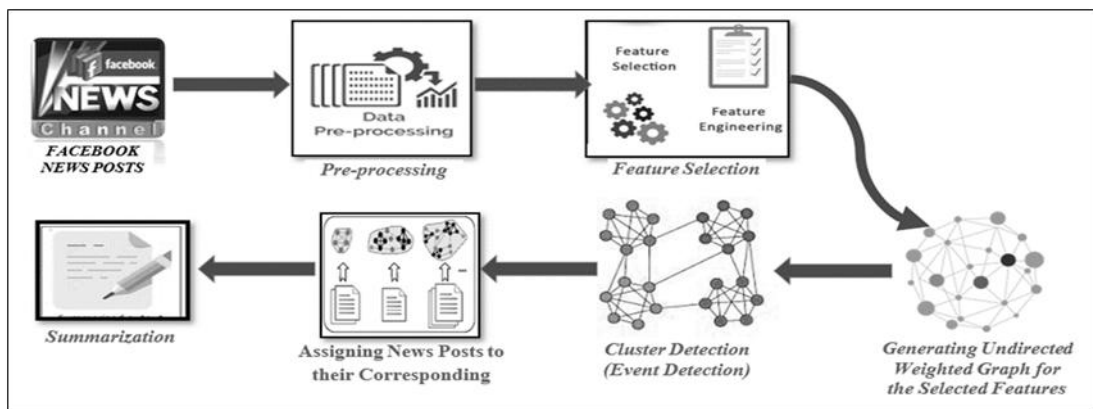 facebook
NEWS
Channel
FACEBOOK
NEWS POSTS
Data
Pre-processing
Pre-processing
Feature
Selection
Feature
Engineering
Feature Selection
Summarization
Assigning News Posts to
their Corresponding
Cluster Detection
(Event Detection)
Generating Undirected
Weighted Graph for
the Selected Features